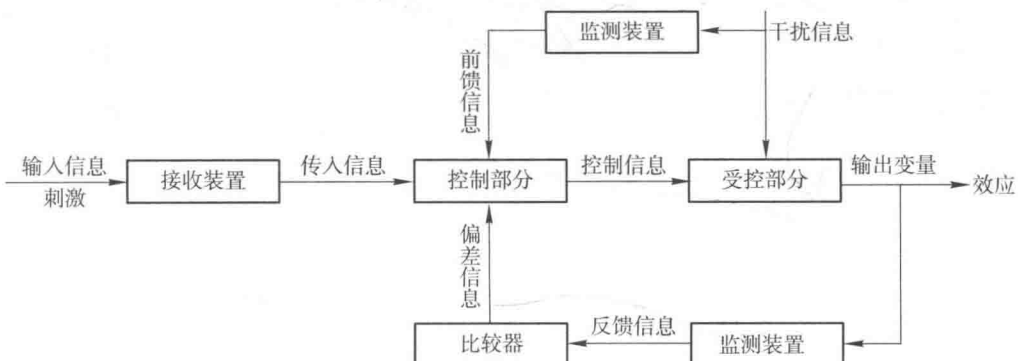 监测装置
干扰信息
前馈信息
输入信息
刺激
接收装置
传入信息
控制部分
控制信息
受控部分
输出变量
效应
偏差信息
比较器
反馈信息
监测装置